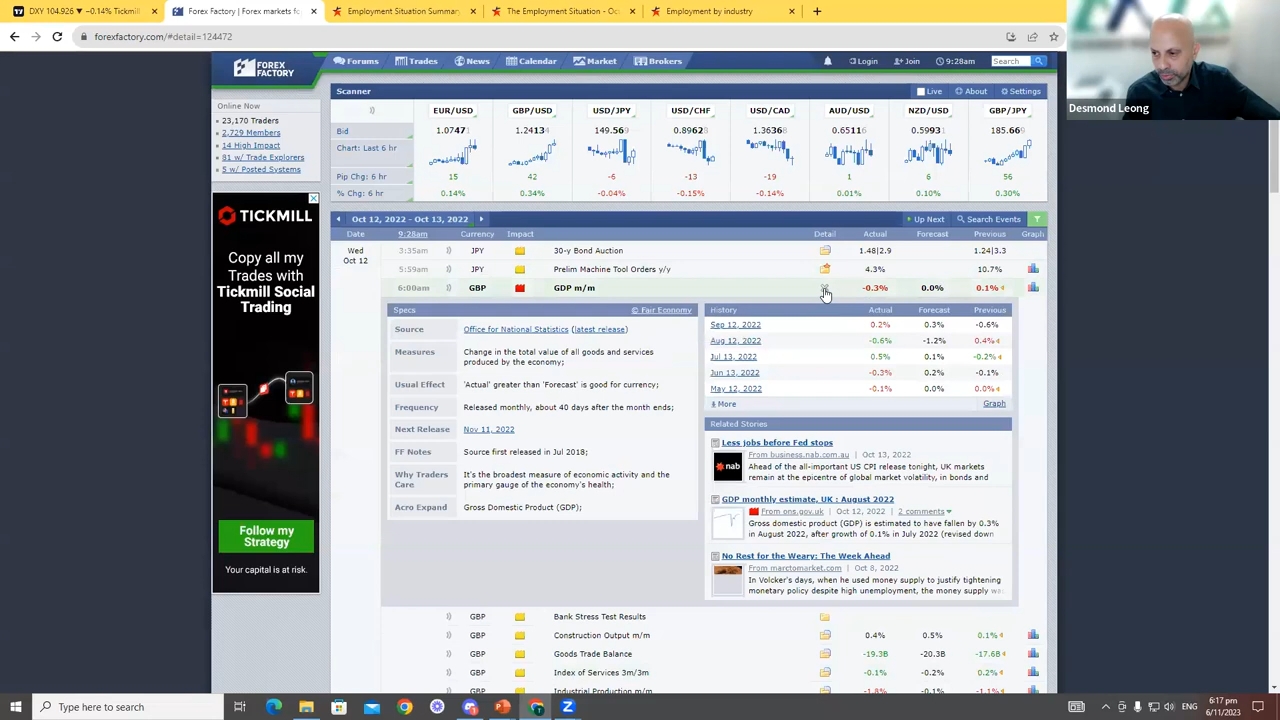 DXY 104.926 ▼ −0.14% Tickmill
Forex Factory | Forex markets fo
Employment Situation Summar
The Employment Situation - Oc
Employment by industry
forexfactory.com/#detail=124472
FOREX FACTORY
Forums
Trades
News
Calendar
Market
Brokers
Login
Join
9:28am
Search
Desmond Leong
Online Now
23,170 Traders
2,729 Members
14 High Impact
81 w/ Trade Explorers
5 w/ Posted Systems
TICKMILL
Copy all my
Trades with
Tickmill Social
Trading
Follow my
Strategy
Your capital is at risk.
Scanner
Live
About
Settings
EUR/USD GBP/USD USD/JPY USD/CHF USD/CAD AUD/USD NZD/USD GBP/JPY
Bid 1.07471 1.24134 149.569 0.89628 1.36368 0.65116 0.59931 185.669
Chart: Last 6 hr
Pip Chg: 6 hr 15 42 -6 -13 -19 1 6 56
% Chg: 6 hr 0.14% 0.34% -0.04% -0.15% -0.14% 0.01% 0.10% 0.30%
Oct 12, 2022 - Oct 13, 2022
Up Next
Search Events
Date 9:28am Currency Impact Detail Actual Forecast Previous Graph
Wed
Oct 12
3:35am JPY 30-y Bond Auction 1.48|2.9 1.24|3.3
5:59am JPY Prelim Machine Tool Orders y/y 4.3% 10.7%
6:00am GBP GDP m/m -0.3% 0.0% 0.1%
Specs
© Fair Economy
Source Office for National Statistics (latest release)
Measures Change in the total value of all goods and services
produced by the economy;
Usual Effect 'Actual' greater than 'Forecast' is good for currency;
Frequency Released monthly, about 40 days after the month ends;
Next Release Nov 11, 2022
FF Notes Source first released in Jul 2018;
Why Traders Care It's the broadest measure of economic activity and the
primary gauge of the economy's health;
Acro Expand Gross Domestic Product (GDP);
History Actual Forecast Previous
Sep 12, 2022 0.2% 0.3% -0.6%
Aug 12, 2022 -0.6% -1.2% 0.4%
Jul 13, 2022 0.5% 0.1% -0.2%
Jun 13, 2022 -0.3% 0.2% -0.1%
May 12, 2022 -0.1% 0.0% 0.0%
More
Graph
Related Stories
Less jobs before Fed stops
nab
From business.nab.com.au | Oct 13, 2022
Ahead of the all-important US CPI release tonight, UK markets
remain at the epicentre of global market volatility, in bonds and
GDP monthly estimate, UK : August 2022
From ons.gov.uk | Oct 12, 2022 | 2 comments
Gross domestic product (GDP) is estimated to have fallen by 0.3%
in August 2022, after growth of 0.1% in July 2022 (revised down
No Rest for the Weary: The Week Ahead
From marctomarket.com | Oct 8, 2022
In Volcker's days, when he used money supply to justify tightening
monetary policy despite high unemployment, the money supply wa
GBP Bank Stress Test Results
GBP Construction Output m/m 0.4% 0.5% 0.1%
GBP Goods Trade Balance -19.3B -20.3B -17.6B
GBP Index of Services 3m/3m -0.1% -0.2% 0.2%
GBP Industrial Production m/m -1.8% -0.1% -1.1%
Type here to search
6:17 pm
6/11/2023